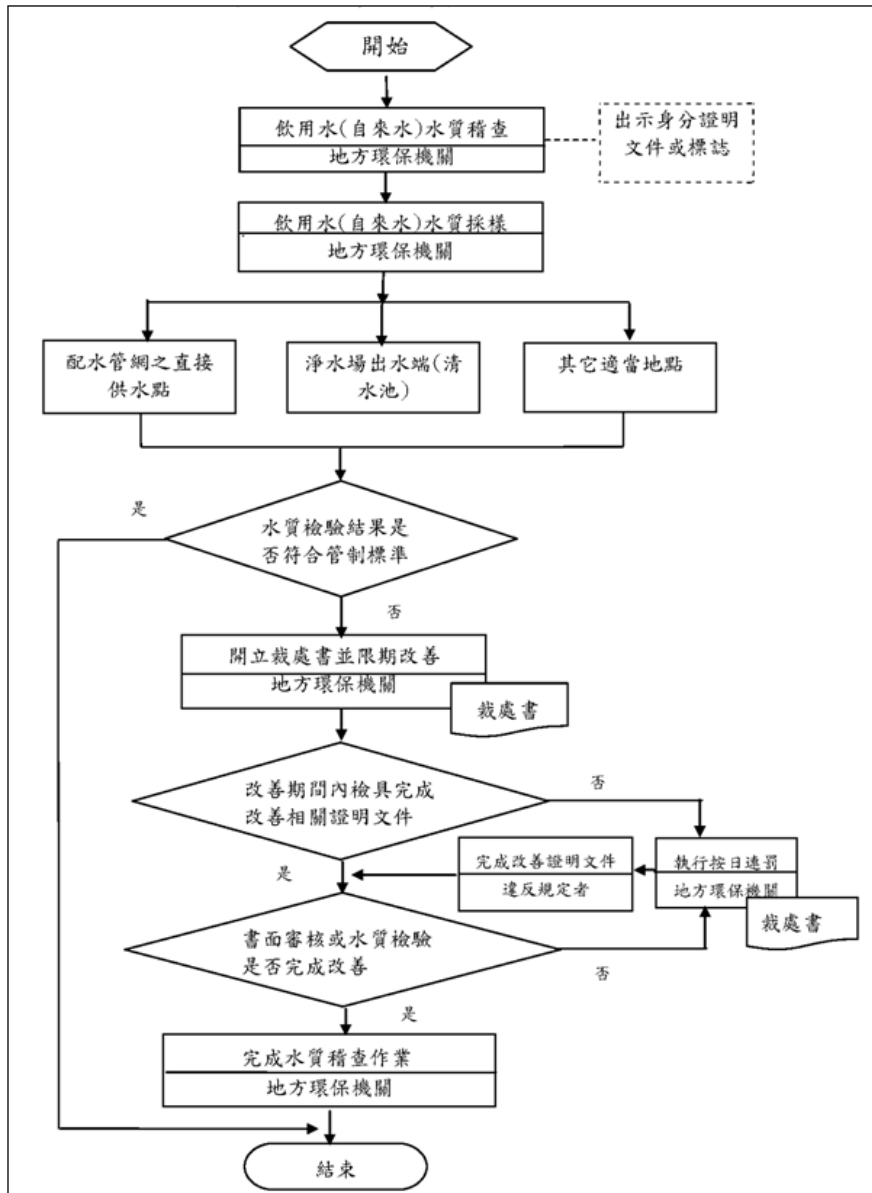 開始
飲用水(自來水)水質稽查
地方環保機關
出示身分證明
文件或標誌
飲用水(自來水)水質採樣
地方環保機關
配水管網之直接
供水點
淨水場出水端(清
水池)
其它適當地點
是
水質檢驗結果是
否符合管制標準
否
開立裁處書並限期改善
地方環保機關
裁處書
改善期間內檢具完成
改善相關證明文件
否
完成改善證明文件
違反規定者
執行按日連罰
地方環保機關
裁處書
是
書面審核或水質檢驗
是否完成改善
否
是
完成水質稽查作業
地方環保機關
結束